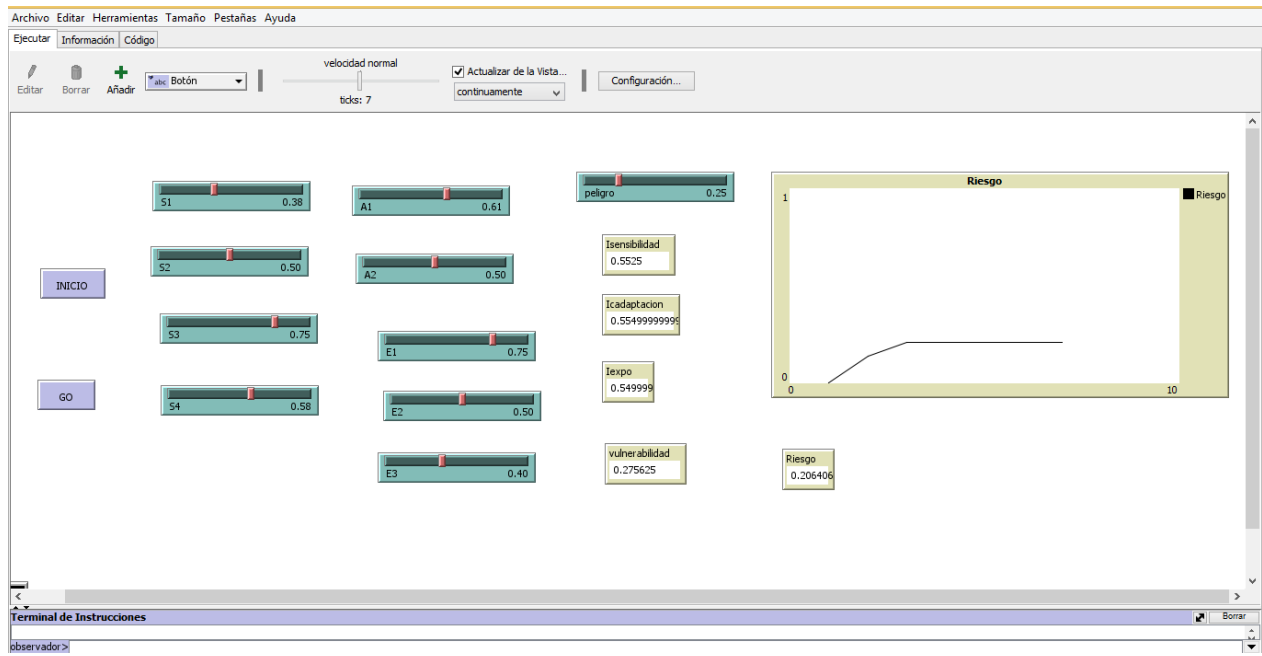 Archivo Editar Herramientas Tamaño Pestañas Ayuda
Ejecutar Información Código
Editar Borrar Añadir
abc Botón
velocidad normal
ticks: 7
Actualizar de la Vista...
continuamente
Configuración...
INICIO
GO
S1 0.38
S2 0.50
S3 0.75
S4 0.58
A1 0.61
A2 0.50
E1 0.75
E2 0.50
E3 0.40
peligro 0.25
Isensibilidad
0.5525
Icadaptacion
0.55499999999
Iexpo
0.549999
vulnerabilidad
0.275625
Riesgo
1
0
0 10
Riesgo
Riesgo
0.206406
Terminal de Instrucciones
Borrar
observador>